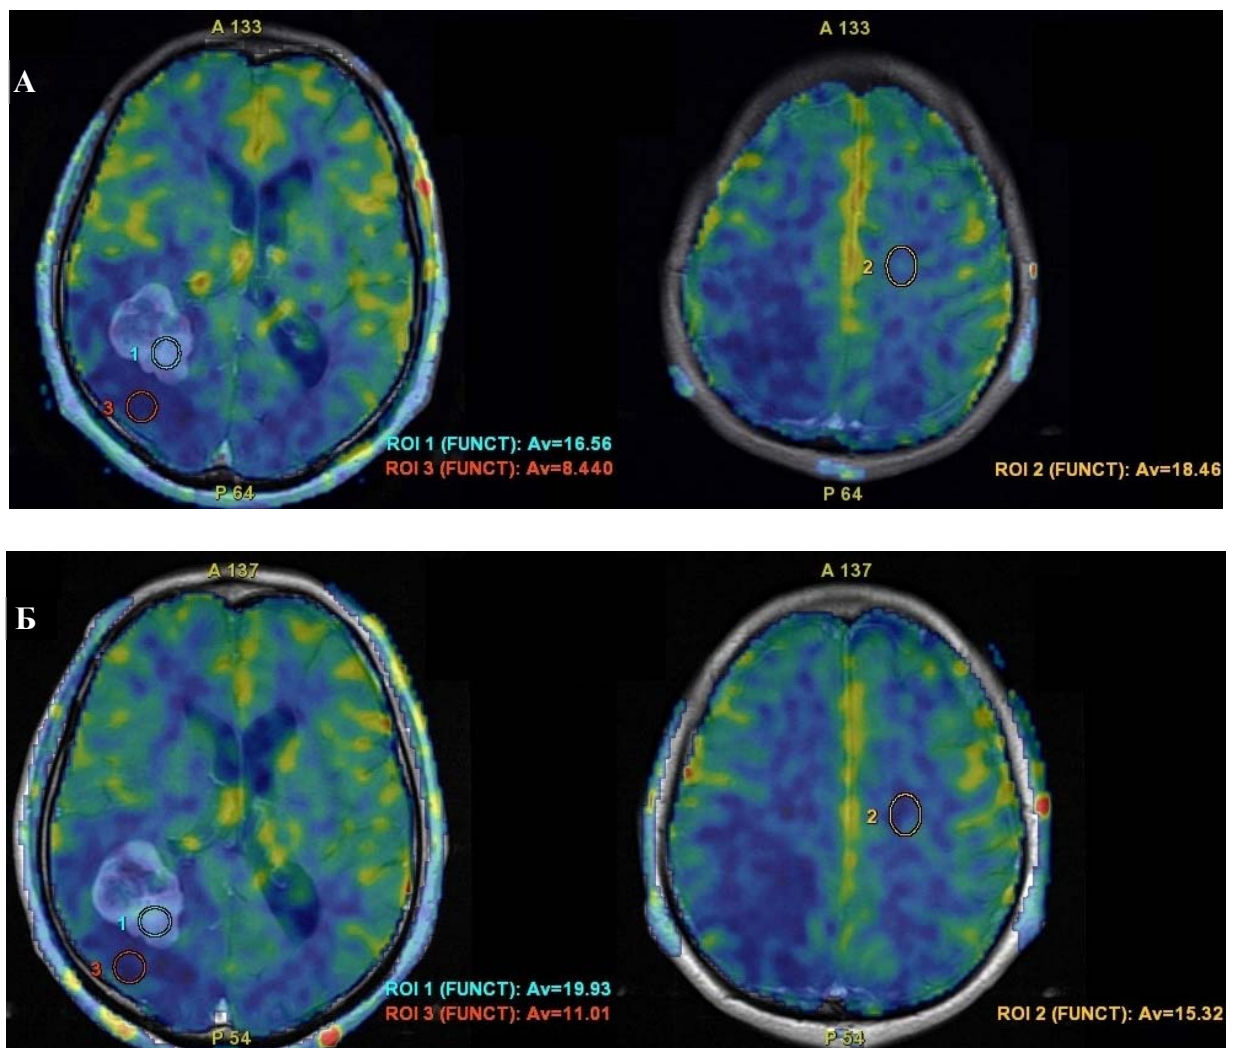 A 133
A 133
А
2
1
3
ROI 1 (FUNCT): Av=16.56
ROI 3 (FUNCT): Av=8.440
ROI 2 (FUNCT): Av=18.46
P 64
P 64
A 137
A 137
Б
2
1
3
ROI 1 (FUNCT): Av=19.93
ROI 3 (FUNCT): Av=11.01
ROI 2 (FUNCT): Av=15.32
P 54
P 54